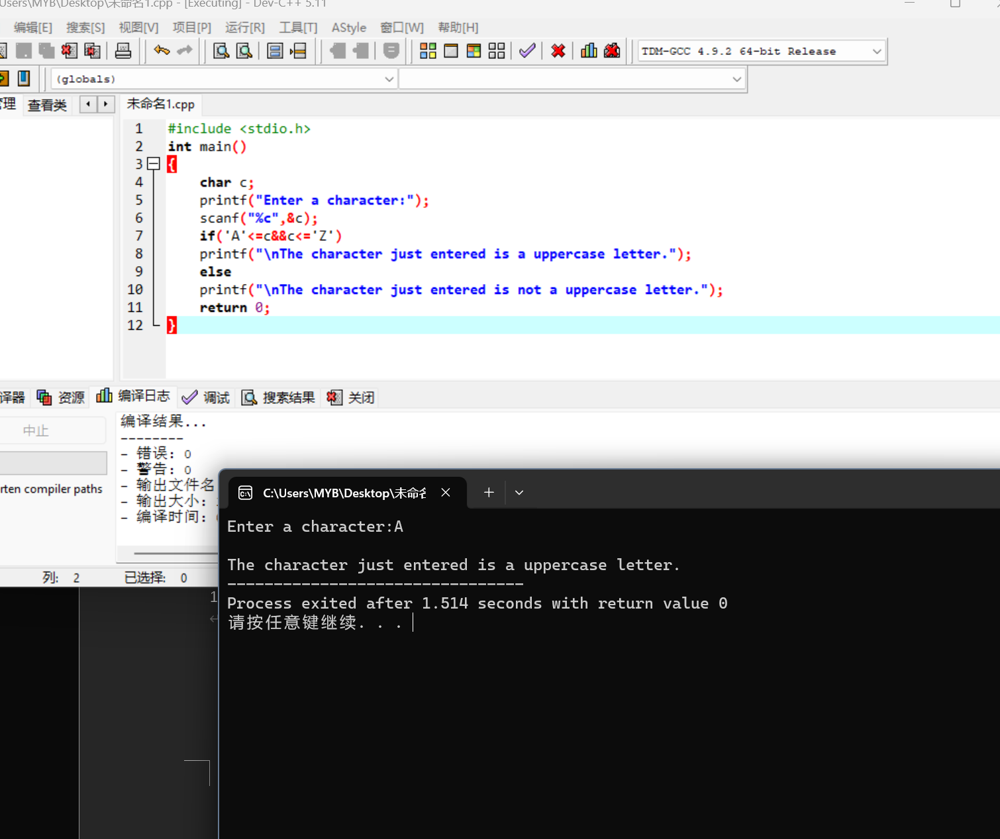 Users\MYB\Desktop\未命名1.cpp - [Executing] - Dev-C++ 5.11
编辑[E] 搜索[S] 视图[V] 项目[P] 运行[R] 工具[T] AStyle 窗口[W] 帮助[H]
TDM-GCC 4.9.2 64-bit Release
(globals)
管理 查看类 未命名1.cpp
1 #include <stdio.h>
2 int main()
3 {
4 char c;
5 printf("Enter a character:");
6 scanf("%c",&c);
7 if('A'<=c&&c<='Z')
8 printf("\nThe character just entered is a uppercase letter.");
9 else
10 printf("\nThe character just entered is not a uppercase letter.");
11 return 0;
12 }
译器 资源 编译日志 调试 搜索结果 关闭
中止
rten compiler paths
编译结果...
--------
- 错误: 0
- 警告: 0
- 输出文件名
- 输出大小:
- 编译时间:
列: 2 已选择: 0
1
C:\Users\MYB\Desktop\未命名
Enter a character:A
The character just entered is a uppercase letter.
--------------------------------
Process exited after 1.514 seconds with return value 0
请按任意键继续. . .